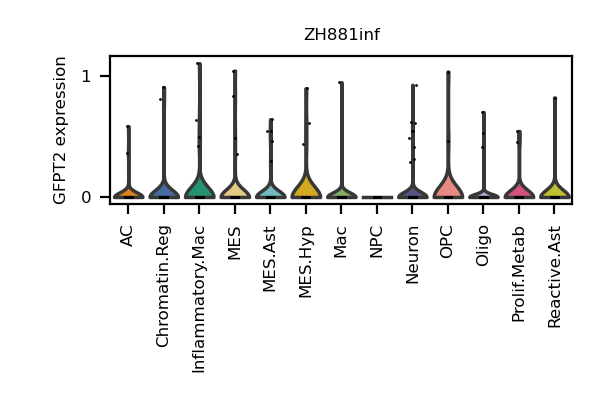 ZH881inf
GFPT2 expression
1
0
AC
Chromatin.Reg
Inflammatory.Mac
MES
MES.Ast
MES.Hyp
Mac
NPC
Neuron
OPC
Oligo
Prolif.Metab
Reactive.Ast